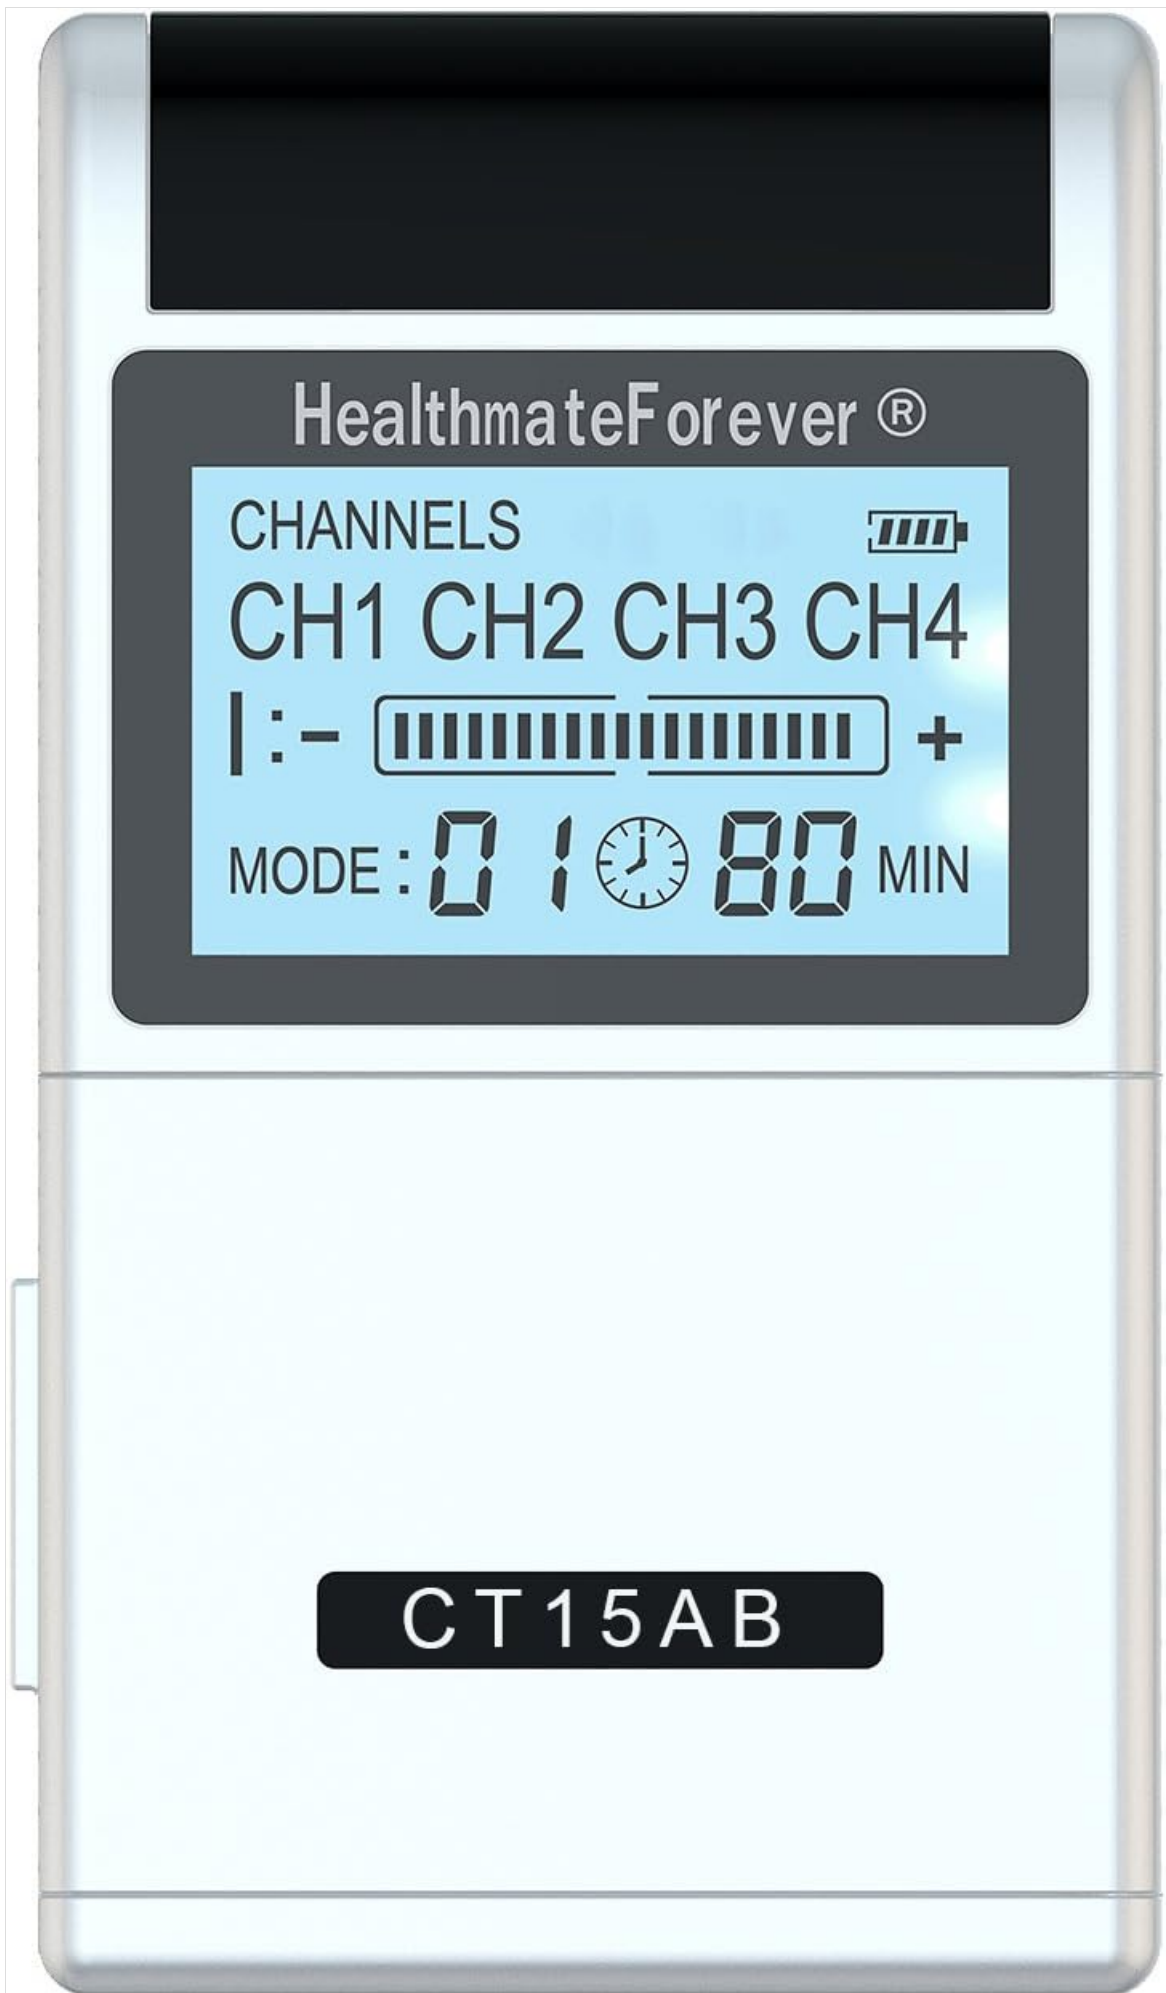 HealthmateForever ®
CHANNELS
CH1 CH2 CH3 CH4
I:- +
MODE: 01 80 MIN
CT15AB